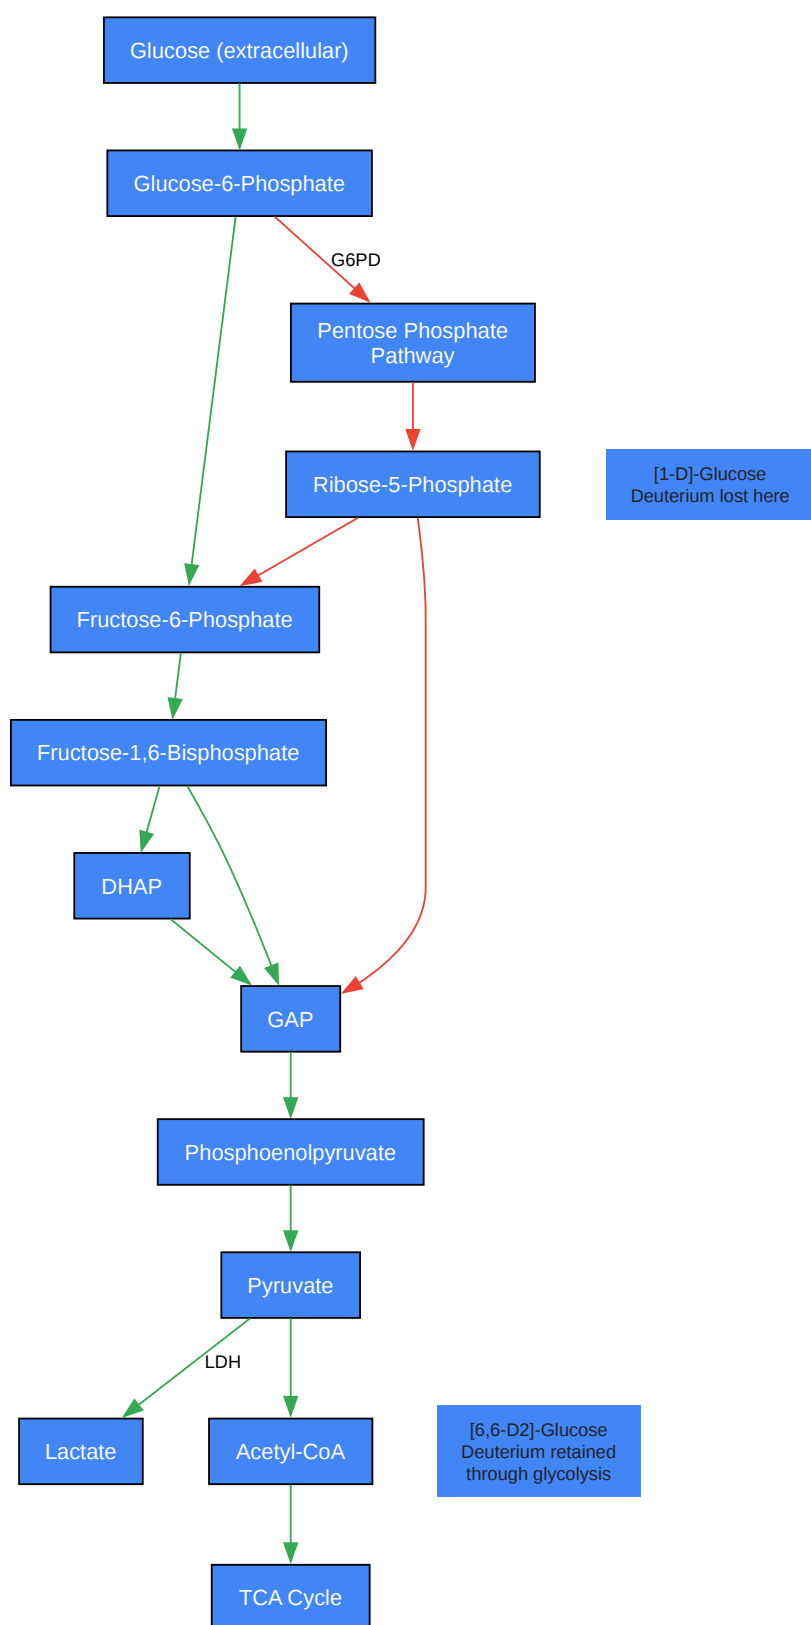 Glucose (extracellular)
Glucose-6-Phosphate
G6PD
Pentose Phosphate
Pathway
Ribose-5-Phosphate
[1-D]-Glucose
Deuterium lost here
Fructose-6-Phosphate
Fructose-1,6-Bisphosphate
DHAP
GAP
Phosphoenolpyruvate
Pyruvate
LDH
Lactate
Acetyl-CoA
[6,6-D2]-Glucose
Deuterium retained
through glycolysis
TCA Cycle